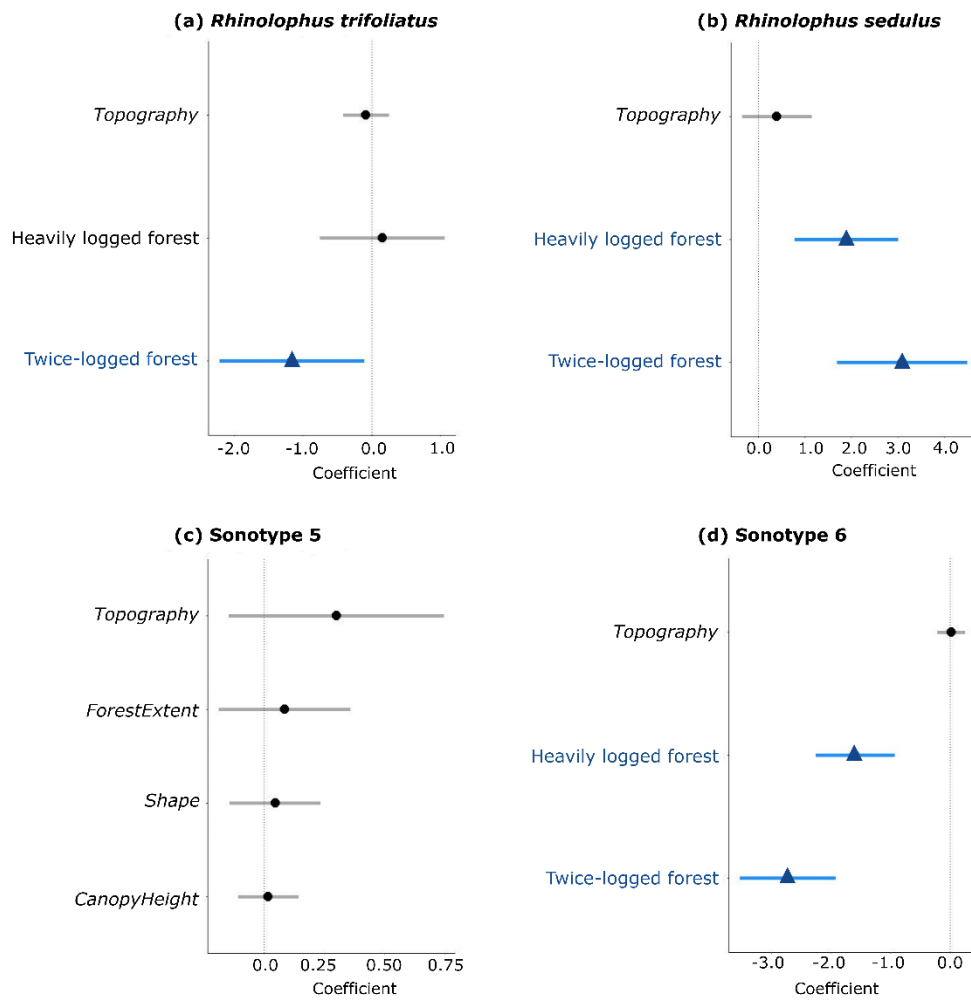 (a) Rhinolophus trifoliatus
Topography
Heavily logged forest
Twice-logged forest
-2.0 -1.0 0.0 1.0
Coefficient
(b) Rhinolophus sedulus
Topography
Heavily logged forest
Twice-logged forest
0.0 1.0 2.0 3.0 4.0
Coefficient
(c) Sonotype 5
Topography
ForestExtent
Shape
CanopyHeight
0.0 0.25 0.50 0.75
Coefficient
(d) Sonotype 6
Topography
Heavily logged forest
Twice-logged forest
-3.0 -2.0 -1.0 0.0
Coefficient